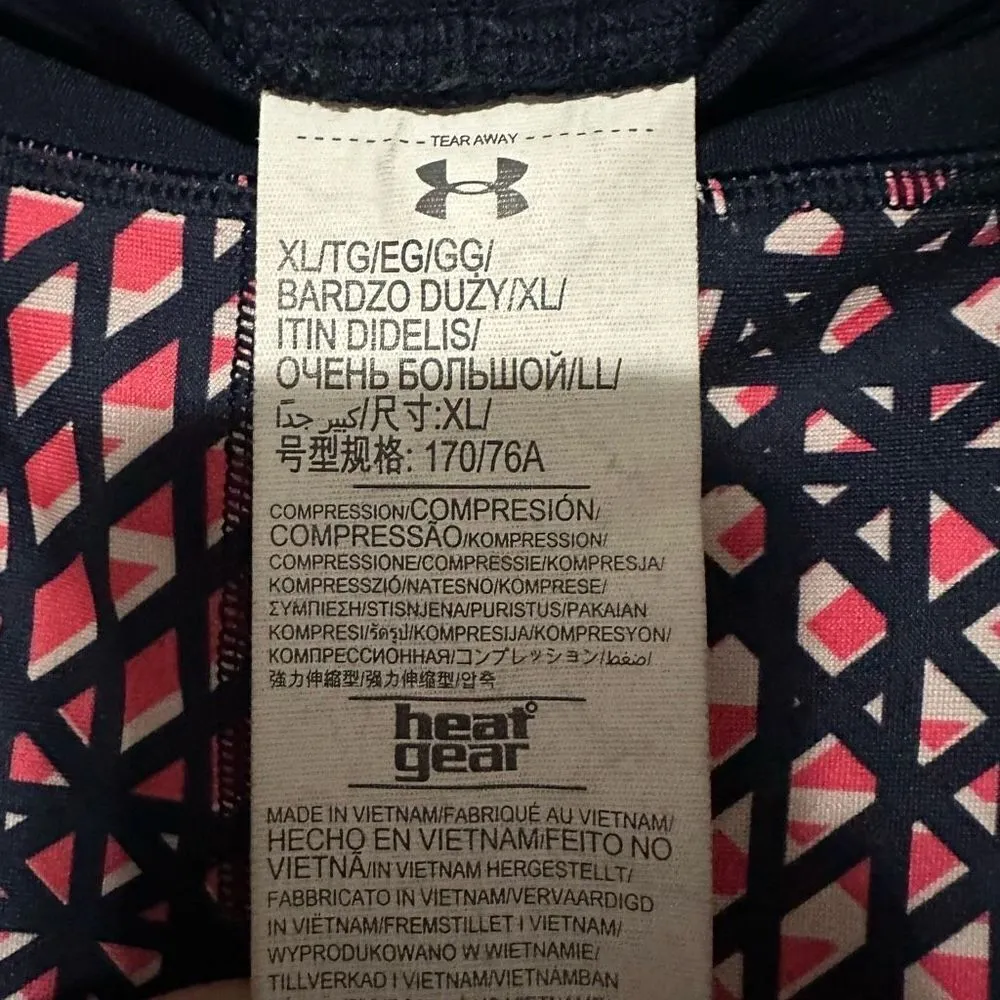 TEAR AWAY
XL/TG/EG/GG/
BARDZO DUŻY/XL/
ITIN DIDELIS/
ОЧЕНЬ БОЛЬШОЙ/LL/
كبير جدًا/尺寸:XL/
号型规格: 170/76A
COMPRESSION/COMPRESIÓN/
COMPRESSÃO/KOMPRESSION/
COMPRESSIONE/COMPRESSIE/KOMPRESJA/
KOMPRESSZIÓ/NATESNO/KOMPRESE/
ΣΥΜΠΙΕΣΗ/STISNJENA/PURISTUS/PAKAIAN
KOMPRESI/รัดรูป/KOMPRESIJA/KOMPRESYON/
КОМПРЕССИОННАЯ/コンプレッション/ضغط/
強力伸縮型/强力伸缩型/압축
heat
gear
MADE IN VIETNAM/FABRIQUÉ AU VIETNAM/
HECHO EN VIETNAM/FEITO NO
VIETNÃ/IN VIETNAM HERGESTELLT/
FABBRICATO IN VIETNAM/VERVAARDIGD
IN VIËTNAM/FREMSTILLET I VIETNAM/
WYPRODUKOWANO W WIETNAMIE/
TILLVERKAD I VIETNAM/VIETNÁMBAN